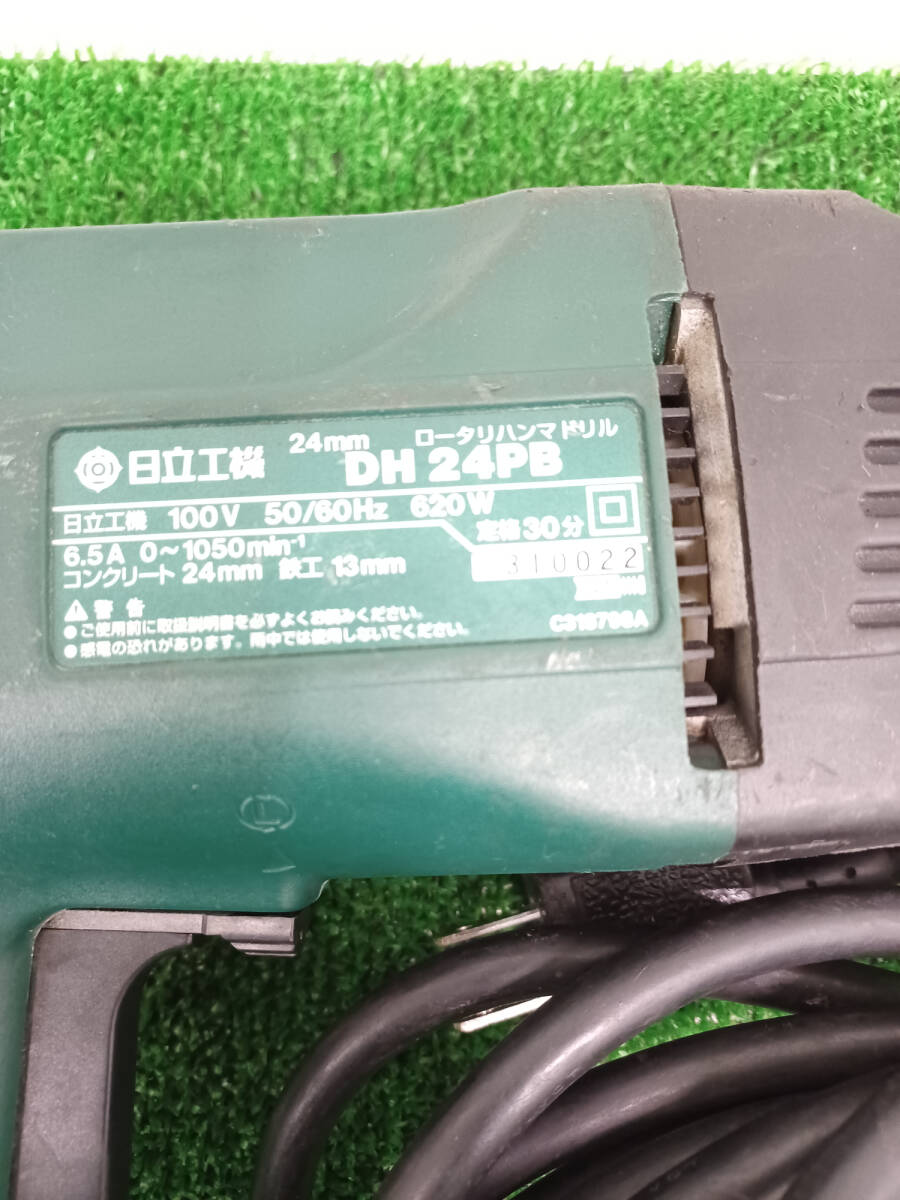 24mm ロータリハンマドリル
日立工機 DH 24PB
日立工機 100V 50/60Hz 620W
6.5A 0～1050min⁻¹ 定格30分
コンクリート 24mm 鉄工 13mm
310022
警告
● ご使用前に取扱説明書を必ずよくお読みください。
● 感電の恐れがあります。雨中では使用しないでください。